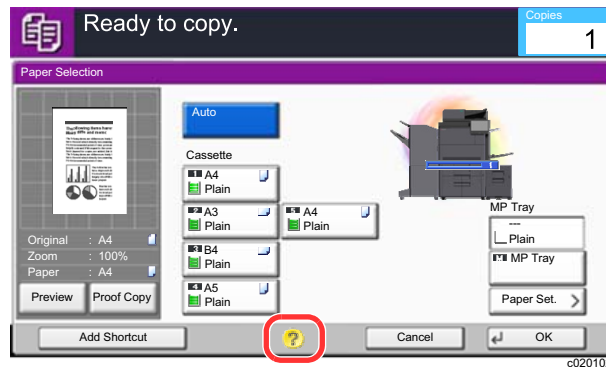 Ready to copy.
Copies
1
Paper Selection
Auto
Cassette
1 A4
Plain
2 A3
Plain
5 A4
Plain
3 B4
Plain
4 A5
Plain
MP Tray
---
Plain
M MP Tray
Paper Set.
Original : A4
Zoom : 100%
Paper : A4
Preview
Proof Copy
Add Shortcut
?
Cancel
OK
c02010